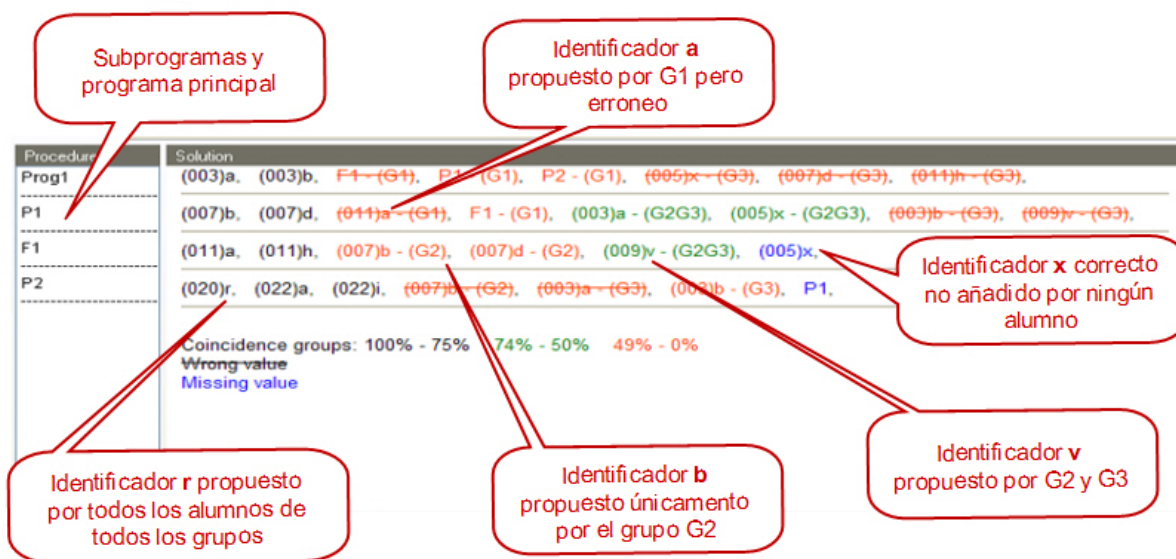 Subprogramas y
programa principal
Identificador a
propuesto por G1 pero
erroneo
Procedure
Solution
Prog1
(003)a, (003)b, F1 - (G1), P1 - (G1), P2 - (G1), (005)x - (G3), (007)d - (G3), (011)h - (G3),
P1
(007)b, (007)d, (011)a - (G1), F1 - (G1), (003)a - (G2G3), (005)x - (G2G3), (003)b - (G3), (009)v - (G3),
F1
(011)a, (011)h, (007)b - (G2), (007)d - (G2), (009)v - (G2G3), (005)x,
P2
(020)r, (022)a, (022)i, (007)b - (G2), (003)a - (G3), (003)b - (G3), P1,
Identificador x correcto
no añadido por ningún
alumno
Coincidence groups: 100% - 75% 74% - 50% 49% - 0%
Wrong value
Missing value
Identificador r propuesto
por todos los alumnos de
todos los grupos
Identificador b
propuesto únicamento
por el grupo G2
Identificador v
propuesto por G2 y G3